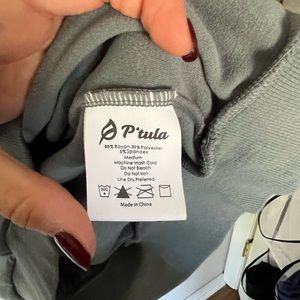 P'tula
65% Rayon 30% Polyester
5% Spandex
Medium
Machine Wash Cold
Do Not Bleach
Do Not Iron
Line Dry Preferred
Made in China